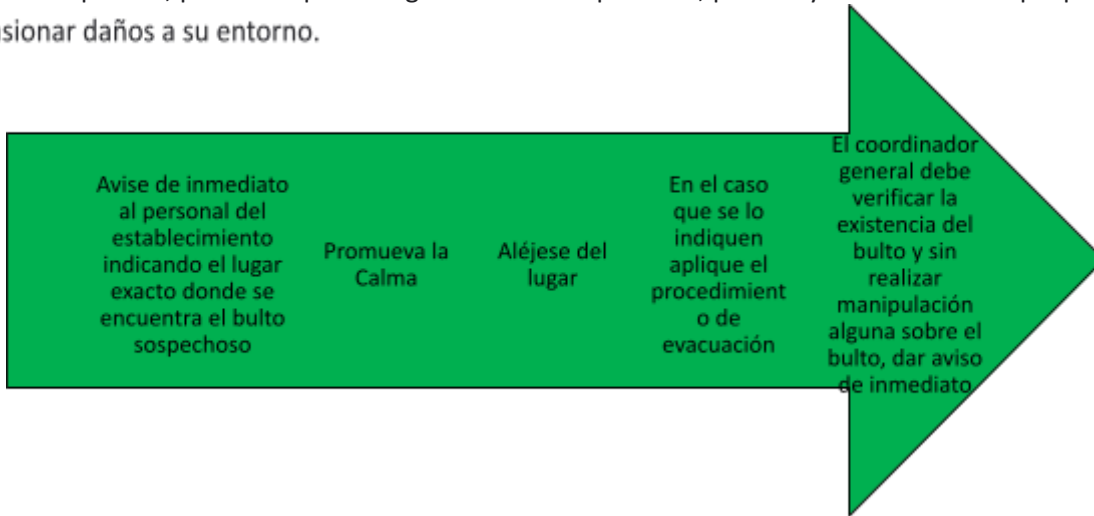 sionar daños a su entorno.
Avise de inmediato
al personal del
establecimiento
indicando el lugar
exacto donde se
encuentra el bulto
sospechoso
Promueva la
Calma
Aléjese del
lugar
En el caso
que se lo
indiquen
aplique el
procedimient
o de
evacuación
El coordinador
general debe
verificar la
existencia del
bulto y sin
realizar
manipulación
alguna sobre el
bulto, dar aviso
de inmediato